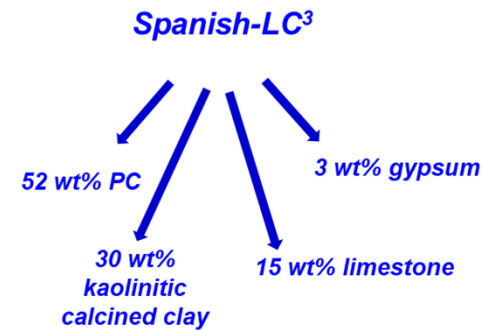 Spanish-LC³
52 wt% PC
3 wt% gypsum
30 wt%
kaolinitic
calcined clay
15 wt% limestone